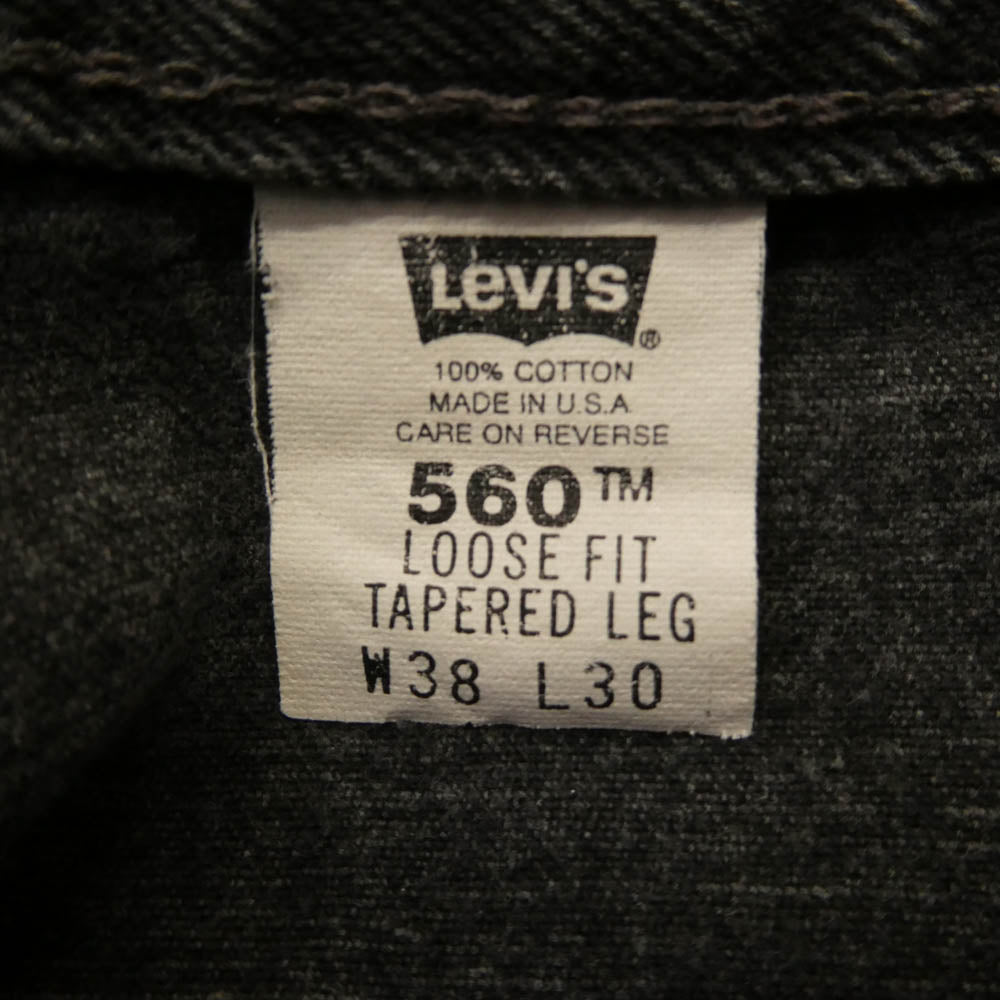 Levi's®
100% COTTON
MADE IN U.S.A
CARE ON REVERSE
560™
LOOSE FIT
TAPERED LEG
W38 L30